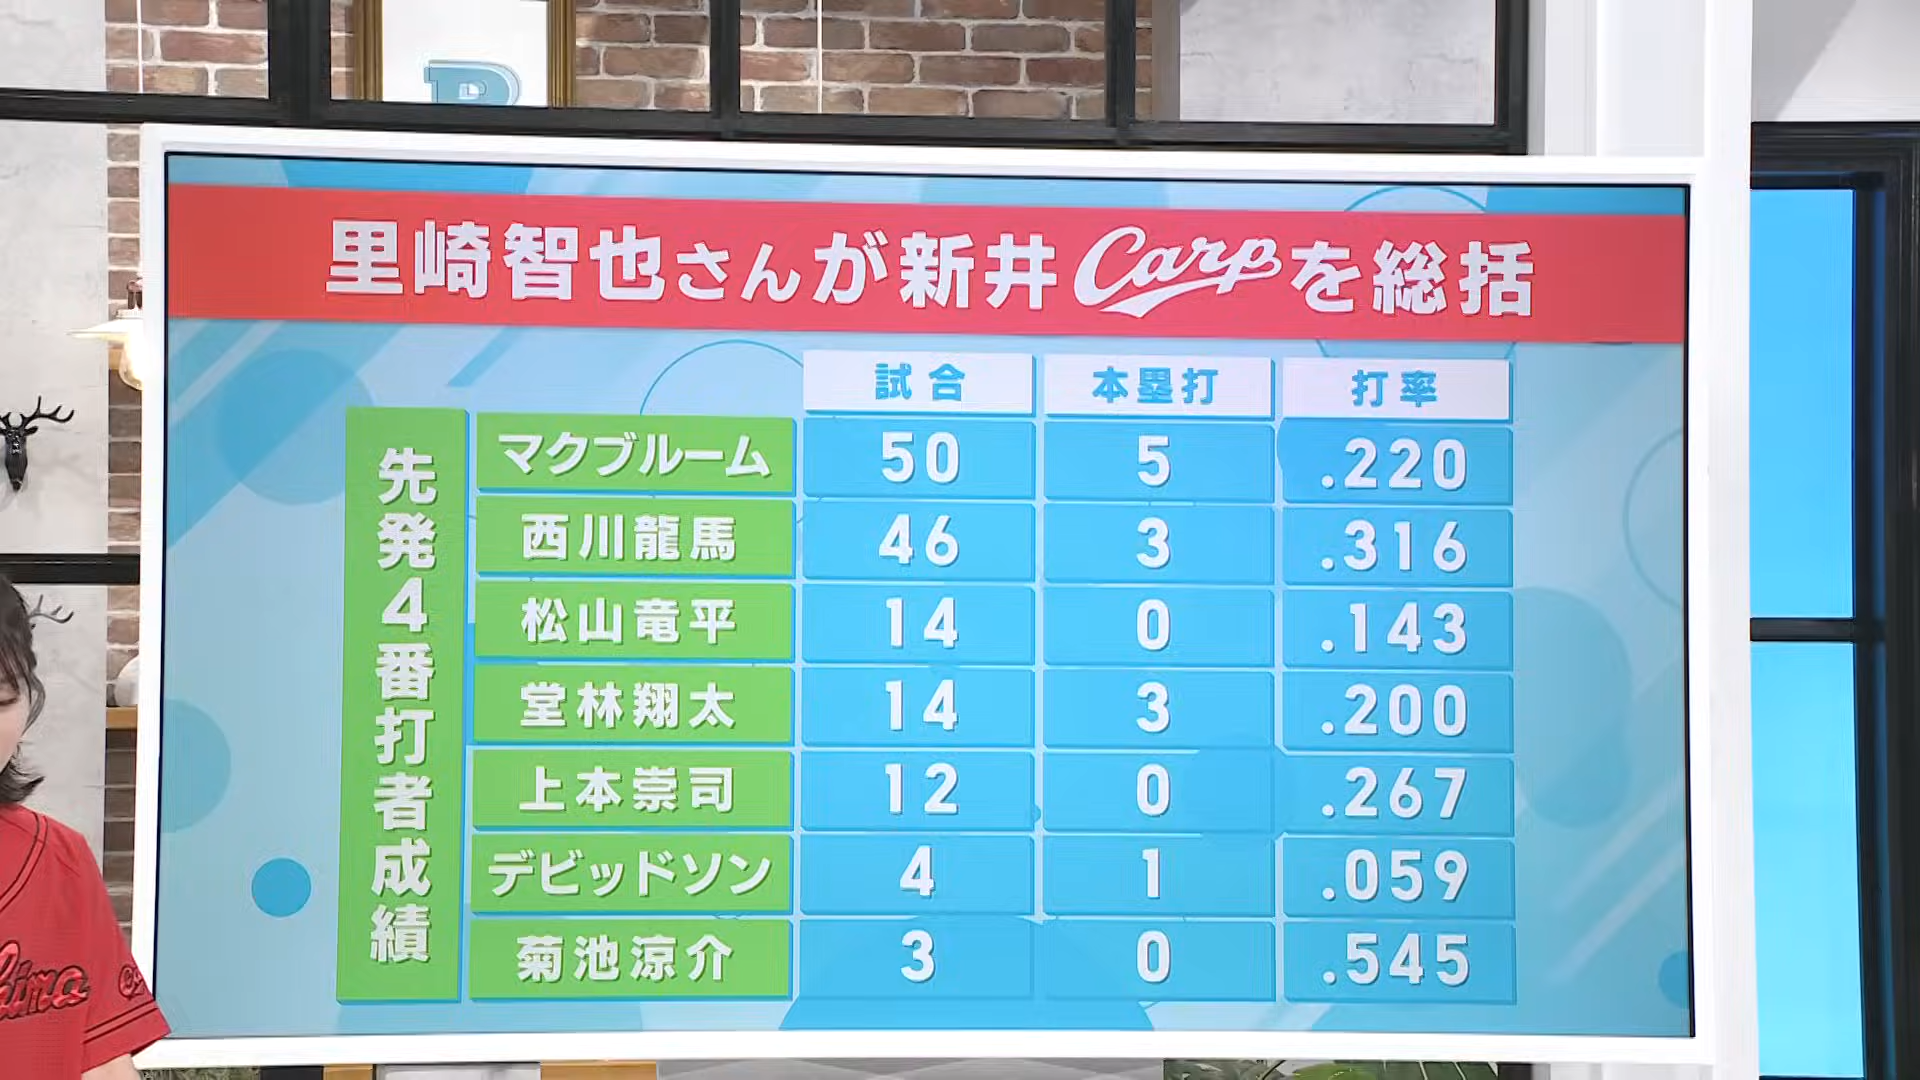 B
里崎智也さんが新井Carpを総括
試合 本塁打 打率
先発4番打者成績
マクブルーム 50 5 .220
西川龍馬 46 3 .316
松山竜平 14 0 .143
堂林翔太 14 3 .200
上本崇司 12 0 .267
デビッドソン 4 1 .059
菊池涼介 3 0 .545